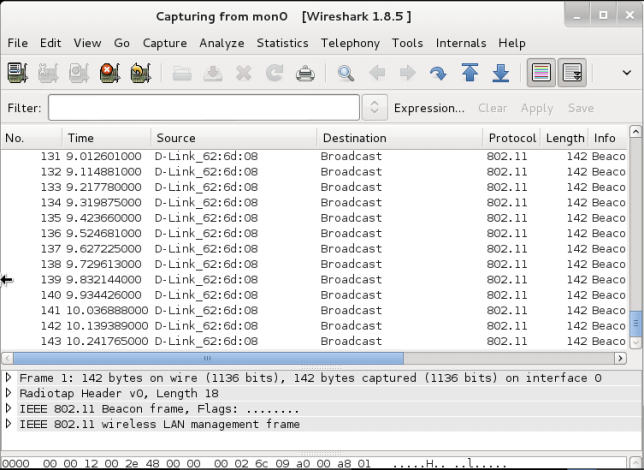 Capturing from mon0 [Wireshark 1.8.5 ]
File Edit View Go Capture Analyze Statistics Telephony Tools Internals Help
Filter: Expression... Clear Apply Save
No. Time Source Destination Protocol Length Info
131 9.012601000 D-Link_62:6d:08 Broadcast 802.11 142 Beaco
132 9.114881000 D-Link_62:6d:08 Broadcast 802.11 142 Beaco
133 9.217780000 D-Link_62:6d:08 Broadcast 802.11 142 Beaco
134 9.319875000 D-Link_62:6d:08 Broadcast 802.11 142 Beaco
135 9.423660000 D-Link_62:6d:08 Broadcast 802.11 142 Beaco
136 9.524681000 D-Link_62:6d:08 Broadcast 802.11 142 Beaco
137 9.627225000 D-Link_62:6d:08 Broadcast 802.11 142 Beaco
138 9.729613000 D-Link_62:6d:08 Broadcast 802.11 142 Beaco
139 9.832144000 D-Link_62:6d:08 Broadcast 802.11 142 Beaco
140 9.934426000 D-Link_62:6d:08 Broadcast 802.11 142 Beaco
141 10.036888000 D-Link_62:6d:08 Broadcast 802.11 142 Beaco
142 10.139389000 D-Link_62:6d:08 Broadcast 802.11 142 Beaco
143 10.241765000 D-Link_62:6d:08 Broadcast 802.11 142 Beaco
Frame 1: 142 bytes on wire (1136 bits), 142 bytes captured (1136 bits) on interface 0
Radiotap Header v0, Length 18
IEEE 802.11 Beacon frame, Flags: ........
IEEE 802.11 wireless LAN management frame
0000 00 00 12 00 2e 48 00 00 00 02 6c 09 a0 00 a8 01 .....H.. ..l.....